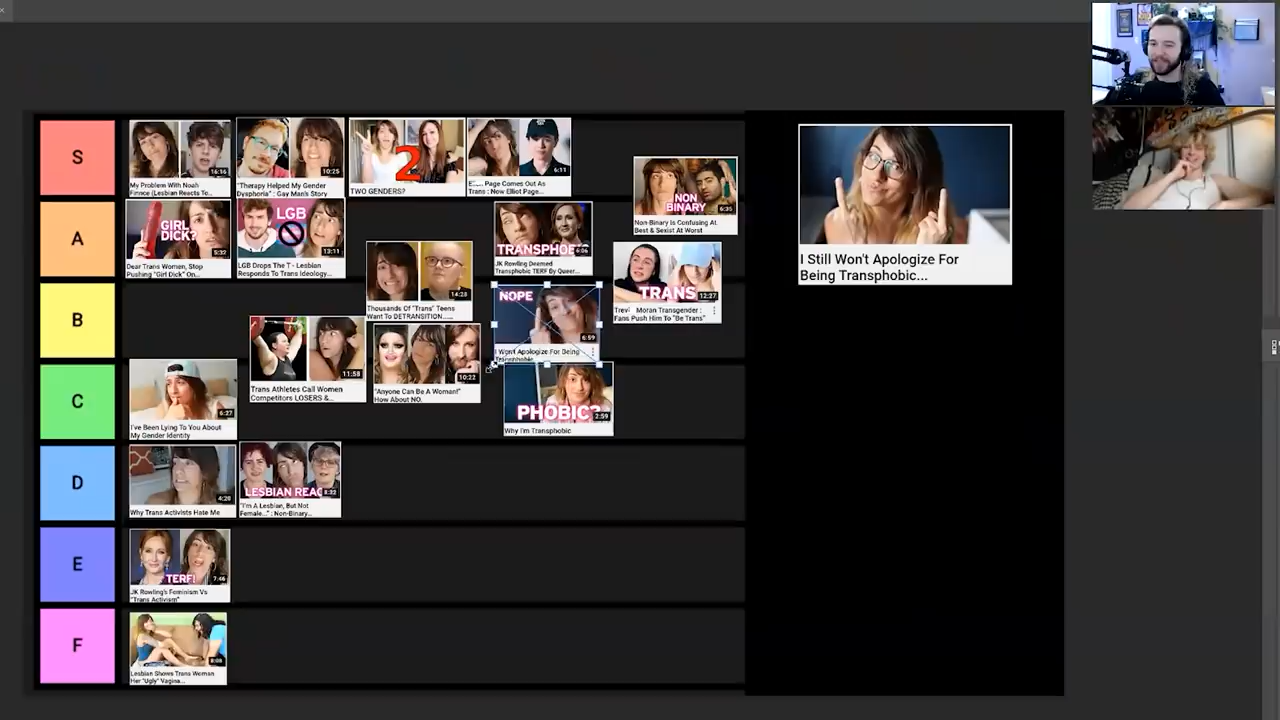 S
16:16
My Problem With Noah
Finnce (Lesbian Reacts To...
10:25
"Therapy Helped My Gender
Dysphoria" : Gay Man's Story
2
TWO GENDERS?
6:11
Page Comes Out As
Trans : Now Elliot Page...
NON
BINARY
6:35
Non-Binary Is Confusing At
Best & Sexist At Worst
I Still Won't Apologize For
Being Transphobic...
A
GIRL
DICK?
5:32
Dear Trans Women, Stop
Pushing "Girl Dick" On...
LGB
13:11
LGB Drops The T - Lesbian
Responds To Trans Ideology...
14:23
Thousands Of "Trans" Teens
Want To DETRANSITION.....
TRANSPHOB
6:06
JK Rowling Deemed
Transphobic TERF By Queer...
TRANS
12:27
Moran Transgender :
Fans Push Him To "Be Trans"
B
NOPE
6:59
I Won't Apologize For Being
Transphobic
11:58
Trans Athletes Call Women
Competitors LOSERS &...
10:22
"Anyone Can Be A Woman!"
How About NO.
C
6:27
I've Been Lying To You About
My Gender Identity
PHOBIC?
2:59
Why I'm Transphobic
D
4:28
Why Trans Activists Hate Me
LESBIAN REAC
8:32
"I'm A Lesbian, But Not
Female..." : Non-Binary...
E
TERF!
7:46
JK Rowling's Feminism Vs
"Trans Activism"
F
8:08
Lesbian Shows Trans Woman
Her "Ugly" Vagina...